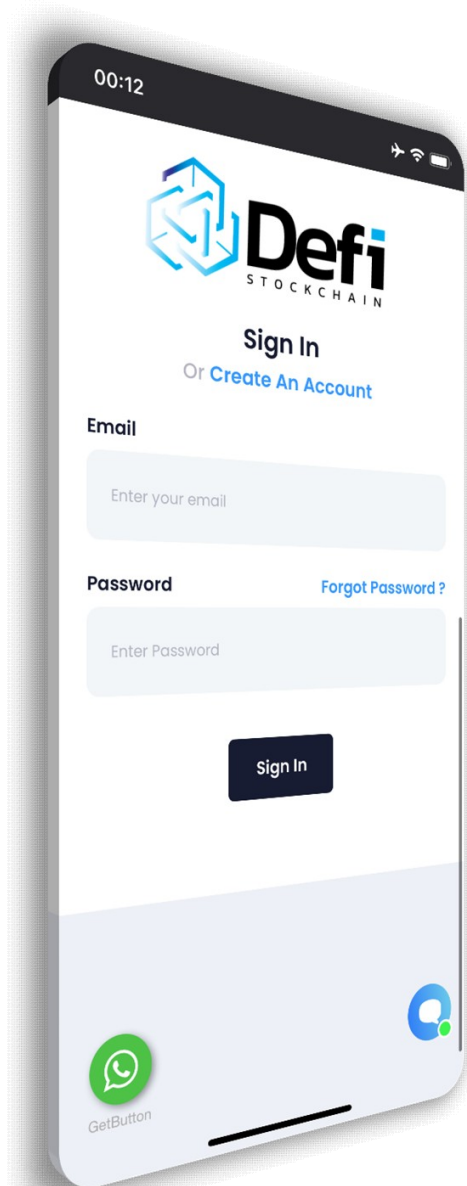 00:12
Defi
STOCKCHAIN
Sign In
Or Create An Account
Email
Enter your email
Password Forgot Password ?
Enter Password
Sign In
GetButton